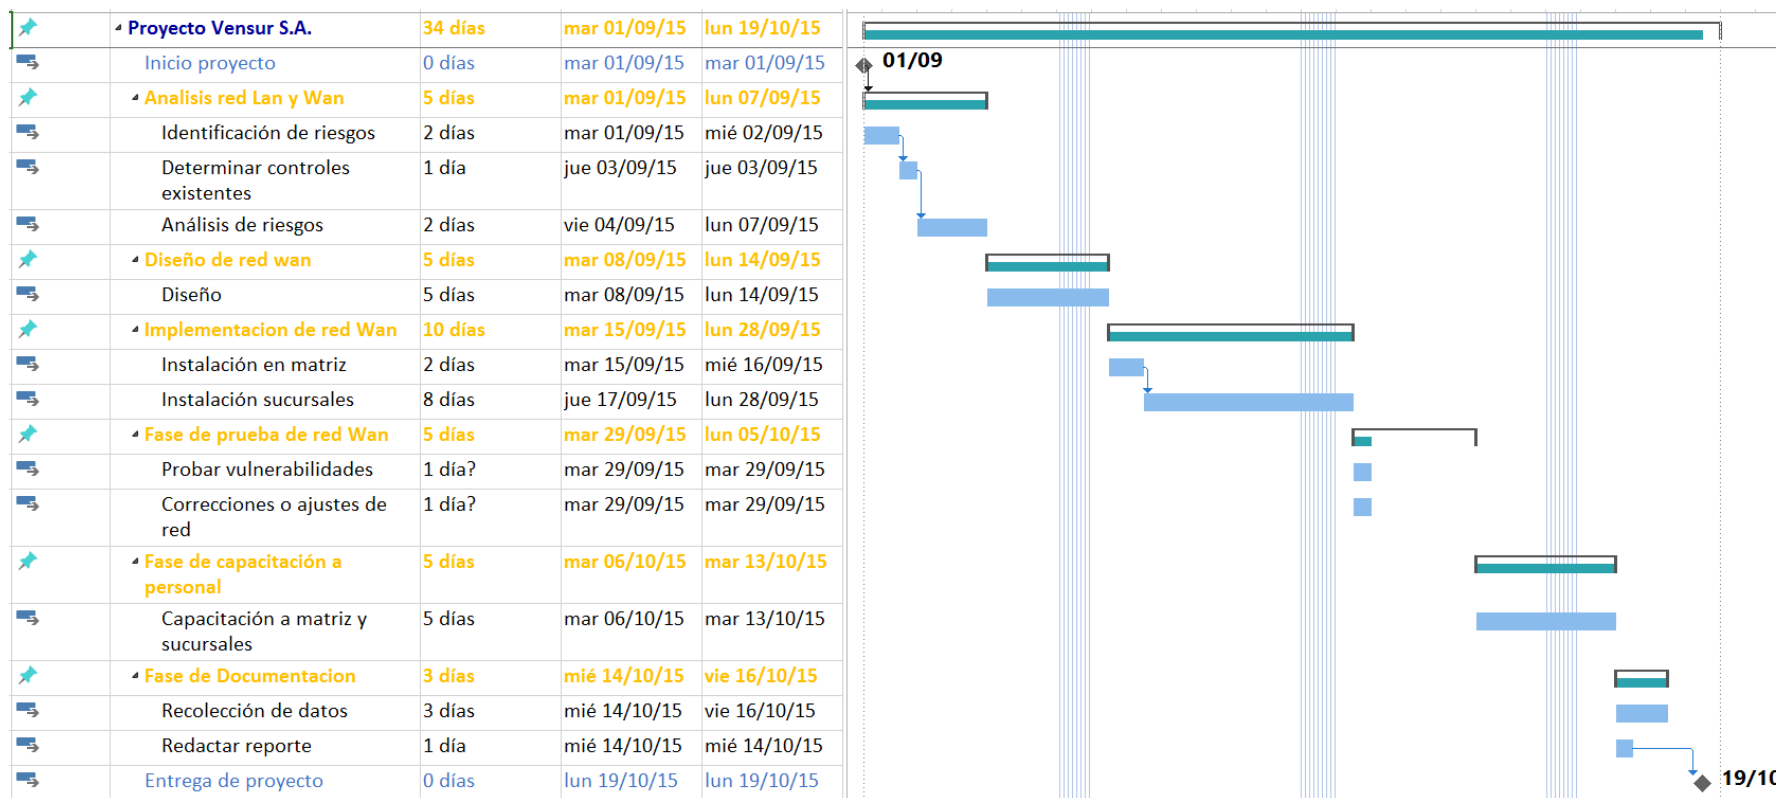 Proyecto Vensur S.A. 34 días mar 01/09/15 lun 19/10/15
Inicio proyecto 0 días mar 01/09/15 mar 01/09/15 01/09
Analisis red Lan y Wan 5 días mar 01/09/15 lun 07/09/15
Identificación de riesgos 2 días mar 01/09/15 mié 02/09/15
Determinar controles 1 día jue 03/09/15 jue 03/09/15
existentes
Análisis de riesgos 2 días vie 04/09/15 lun 07/09/15
Diseño de red wan 5 días mar 08/09/15 lun 14/09/15
Diseño 5 días mar 08/09/15 lun 14/09/15
Implementacion de red Wan 10 días mar 15/09/15 lun 28/09/15
Instalación en matriz 2 días mar 15/09/15 mié 16/09/15
Instalación sucursales 8 días jue 17/09/15 lun 28/09/15
Fase de prueba de red Wan 5 días mar 29/09/15 lun 05/10/15
Probar vulnerabilidades 1 día? mar 29/09/15 mar 29/09/15
Correcciones o ajustes de 1 día? mar 29/09/15 mar 29/09/15
red
Fase de capacitación a 5 días mar 06/10/15 mar 13/10/15
personal
Capacitación a matriz y 5 días mar 06/10/15 mar 13/10/15
sucursales
Fase de Documentacion 3 días mié 14/10/15 vie 16/10/15
Recolección de datos 3 días mié 14/10/15 vie 16/10/15
Redactar reporte 1 día mié 14/10/15 mié 14/10/15
Entrega de proyecto 0 días lun 19/10/15 lun 19/10/15 19/10